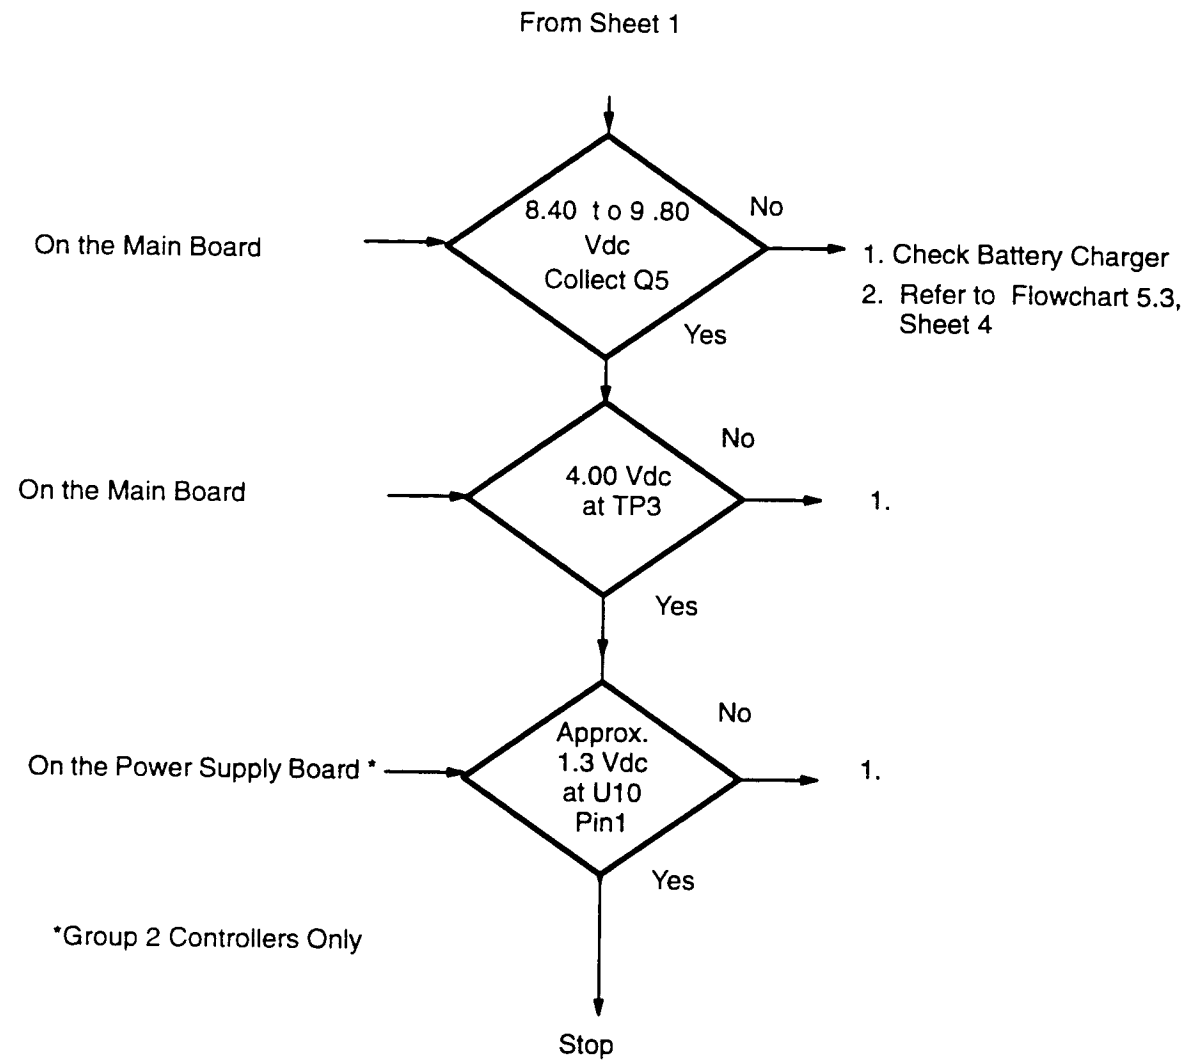 From Sheet 1
8.40 to 9.80
Vdc
Collect Q5
No
On the Main Board
1. Check Battery Charger
2. Refer to Flowchart 5.3,
Sheet 4
Yes
No
4.00 Vdc
at TP3
On the Main Board
1.
Yes
No
Approx.
1.3 Vdc
at U10
Pin1
On the Power Supply Board *
1.
Yes
*Group 2 Controllers Only
Stop